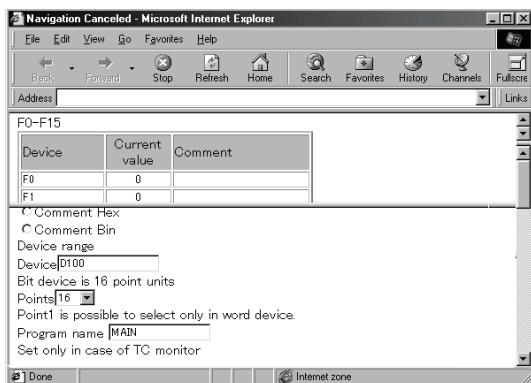 Navigation Canceled - Microsoft Internet Explorer
File Edit View Go Favorites Help
Back Forward Stop Refresh Home Search Favorites History Channels Fullscre
Address Links
F0-F15
Device Current value Comment
F0 0
F1 0
Comment Hex
Comment Bin
Device range
Device D100
Bit device is 16 point units
Points 16
Point1 is possible to select only in word device.
Program name MAIN
Set only in case of TC monitor
Done Internet zone